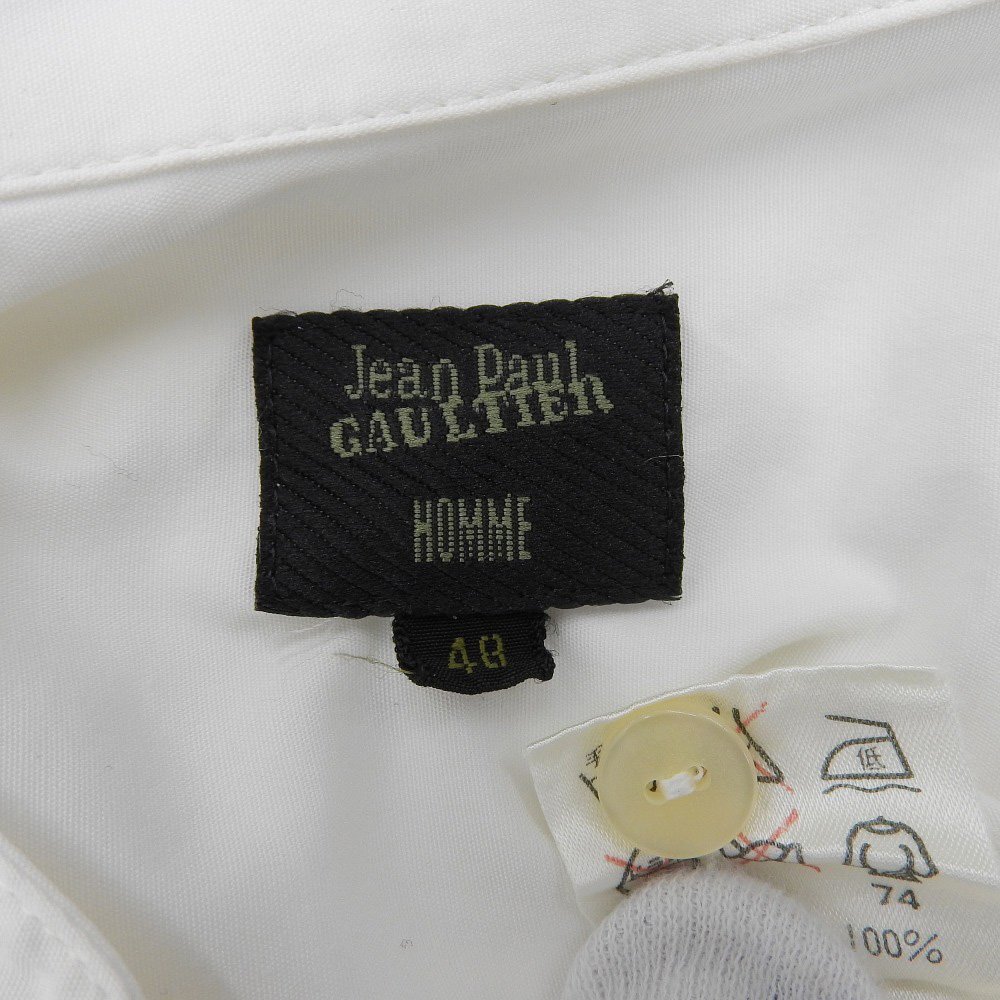 Jean Paul
GAULTIER
HOMME
48
低
74
100%